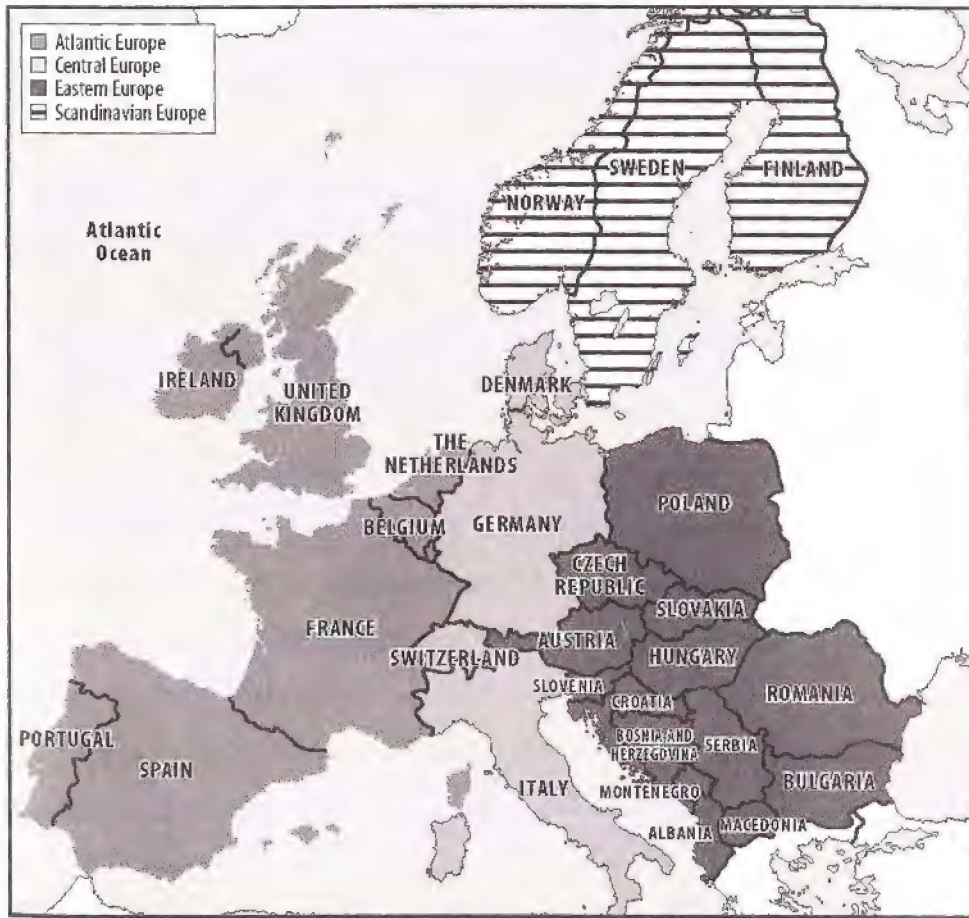 Atlantic Europe
Central Europe
Eastern Europe
Scandinavian Europe
SWEDEN
FINLAND
NORWAY
Atlantic
Ocean
IRELAND
UNITED
KINGDOM
DENMARK
THE
NETHERLANDS
POLAND
BELGIUM
GERMANY
CZECH
REPUBLIC
SLOVAKIA
FRANCE
AUSTRIA
SWITZERLAND
HUNGARY
SLOVENIA
ROMANIA
CROATIA
PORTUGAL
SPAIN
BOSNIA AND
HERZEGOVINA
SERBIA
ITALY
MONTENEGRO
BULGARIA
ALBANIA
MACEDONIA